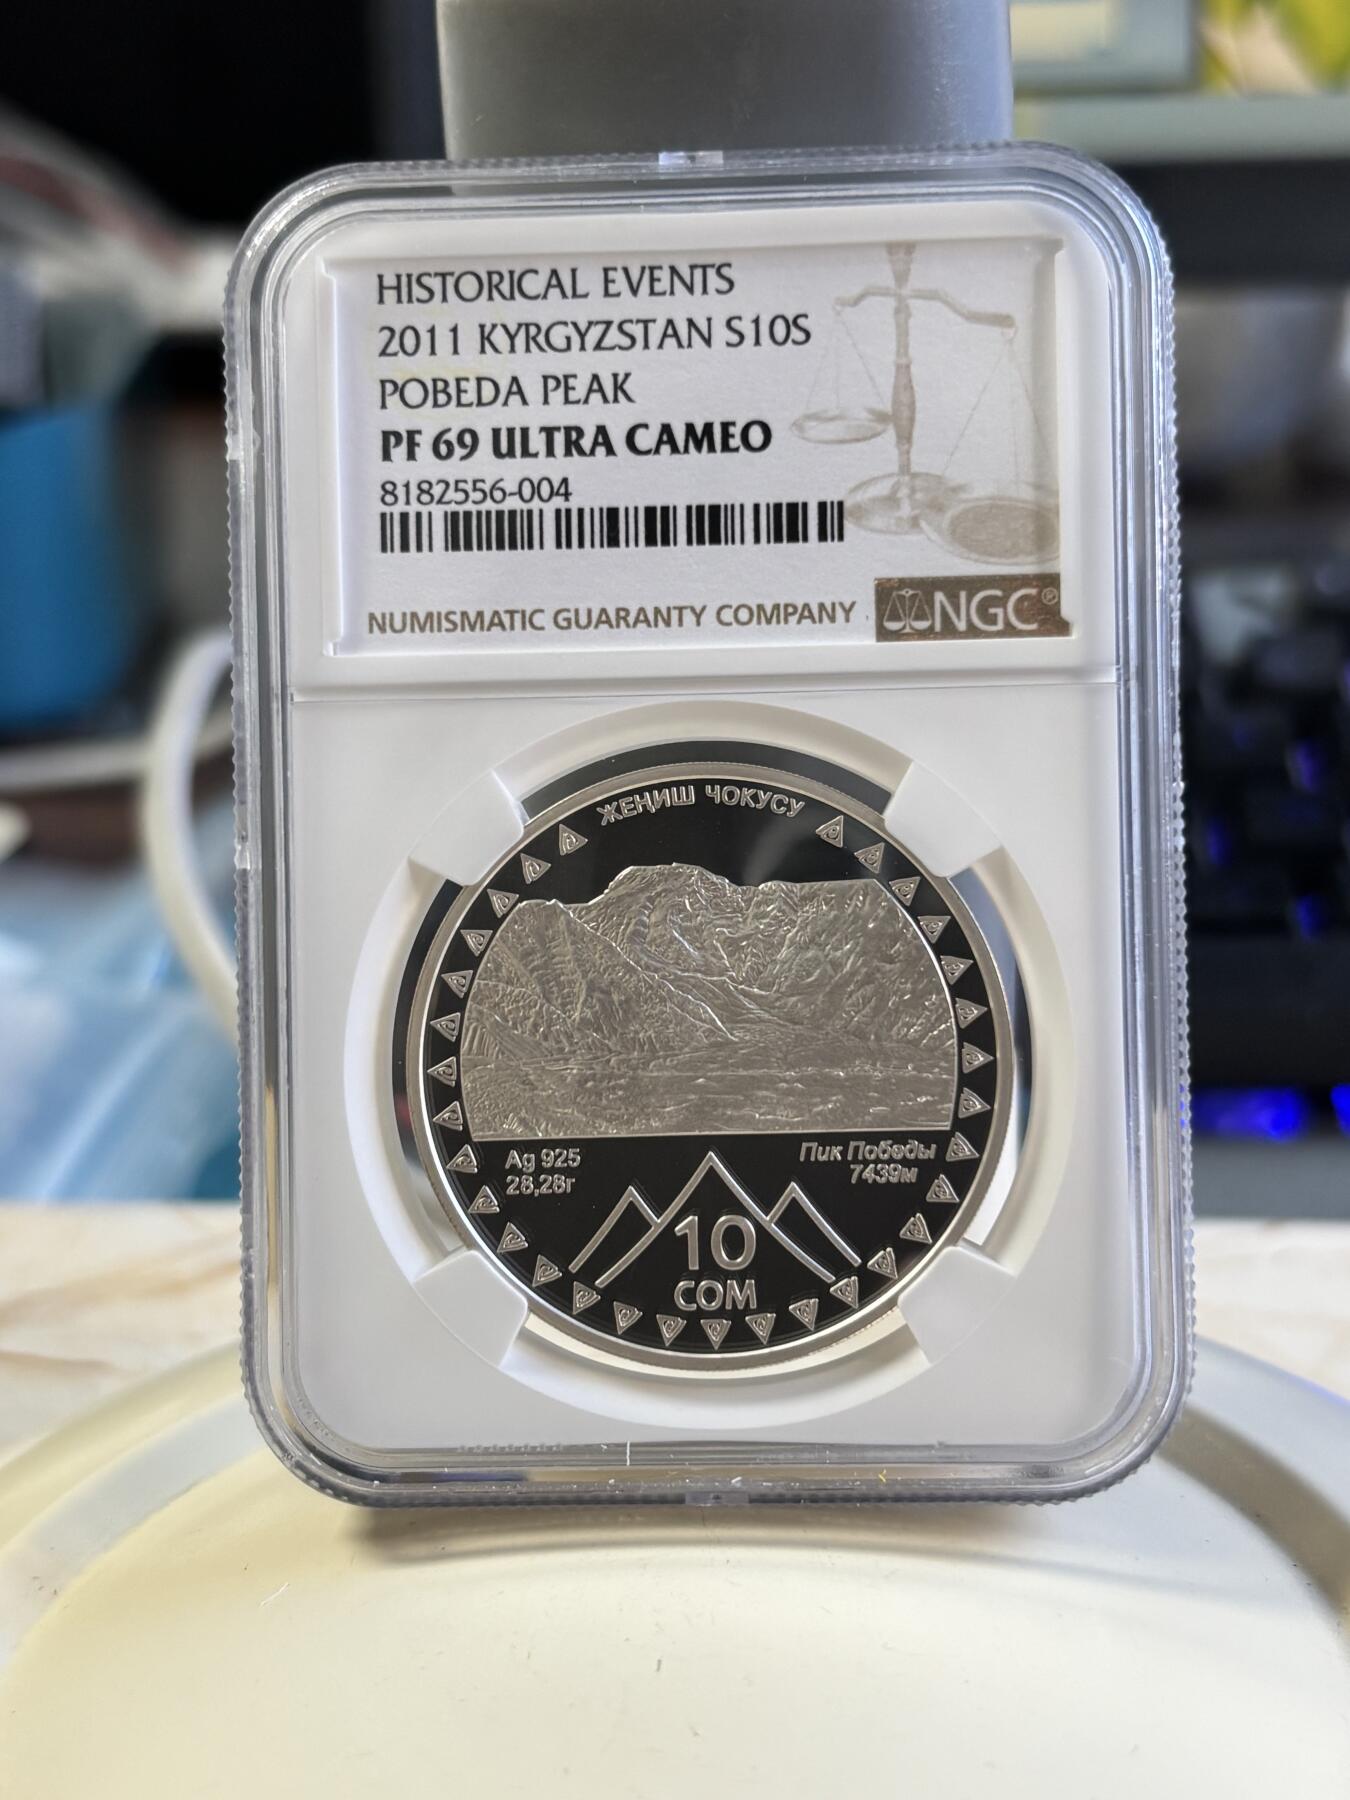 HISTORICAL EVENTS
2011 KYRGYZSTAN S10S
POBEDA PEAK
PF 69 ULTRA CAMEO
8182556-004
NUMISMATIC GUARANTY COMPANY
NGC®
ЖЕҢИШ ЧОКУСУ
Ag 925
28,28г
Пик Победы
7439м
10
СОМ